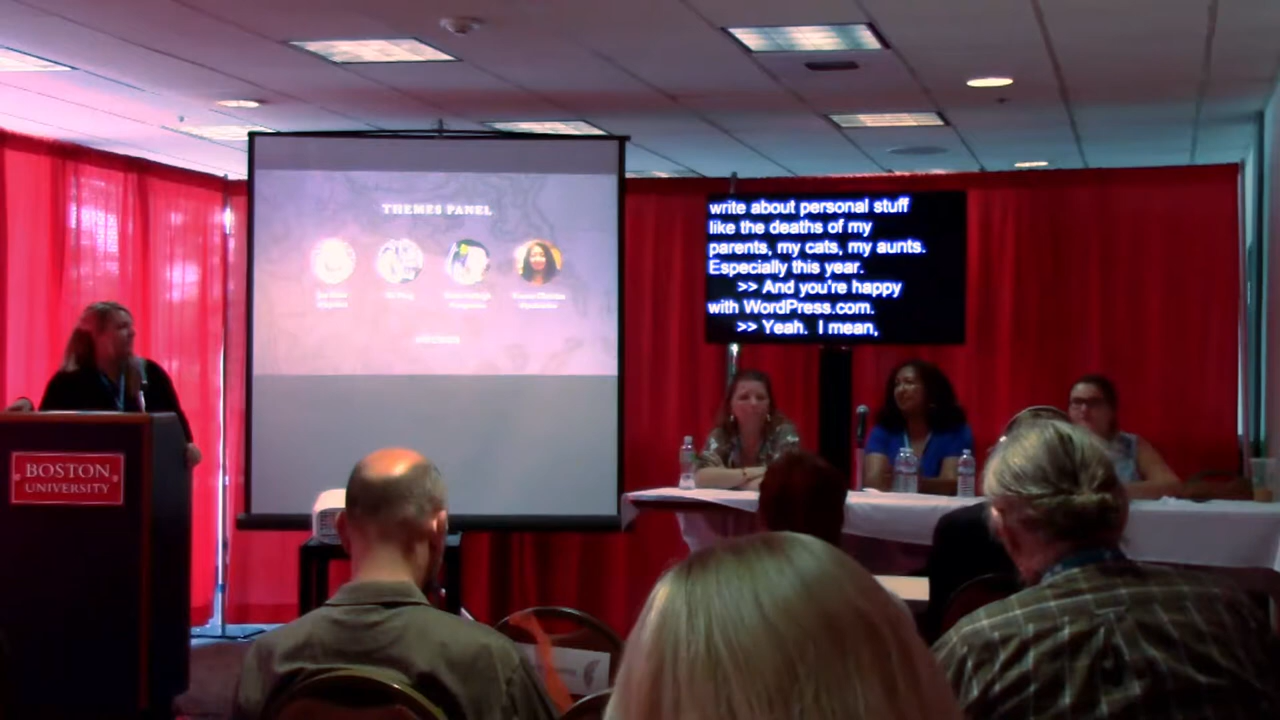 THEMES PANEL
write about personal stuff
like the deaths of my
parents, my cats, my aunts.
Especially this year.
>> And you're happy
with WordPress.com.
>> Yeah. I mean,
BOSTON
UNIVERSITY